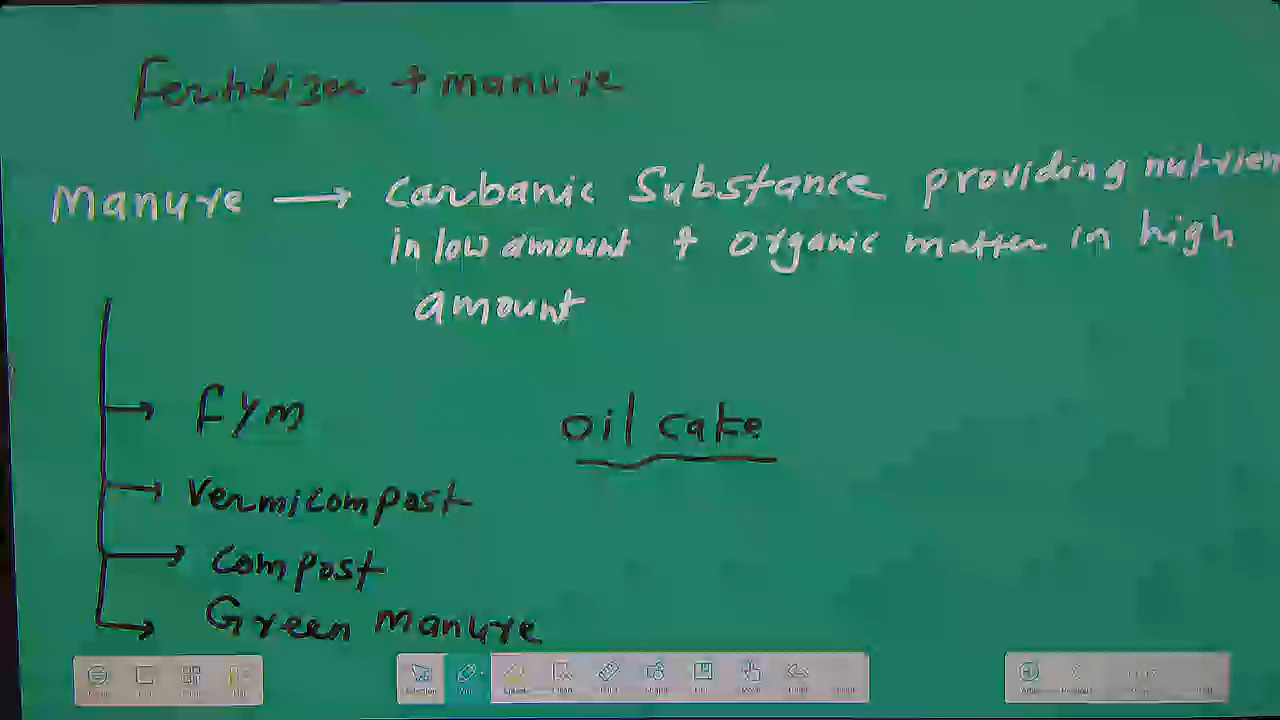 Fertilizer + manure
Manure → Carbanic Substance providing nutrien
in low amount + organic matter in high
amount
→ FYM
oil cake
→ Vermicompost
→ Compost
→ Green manure